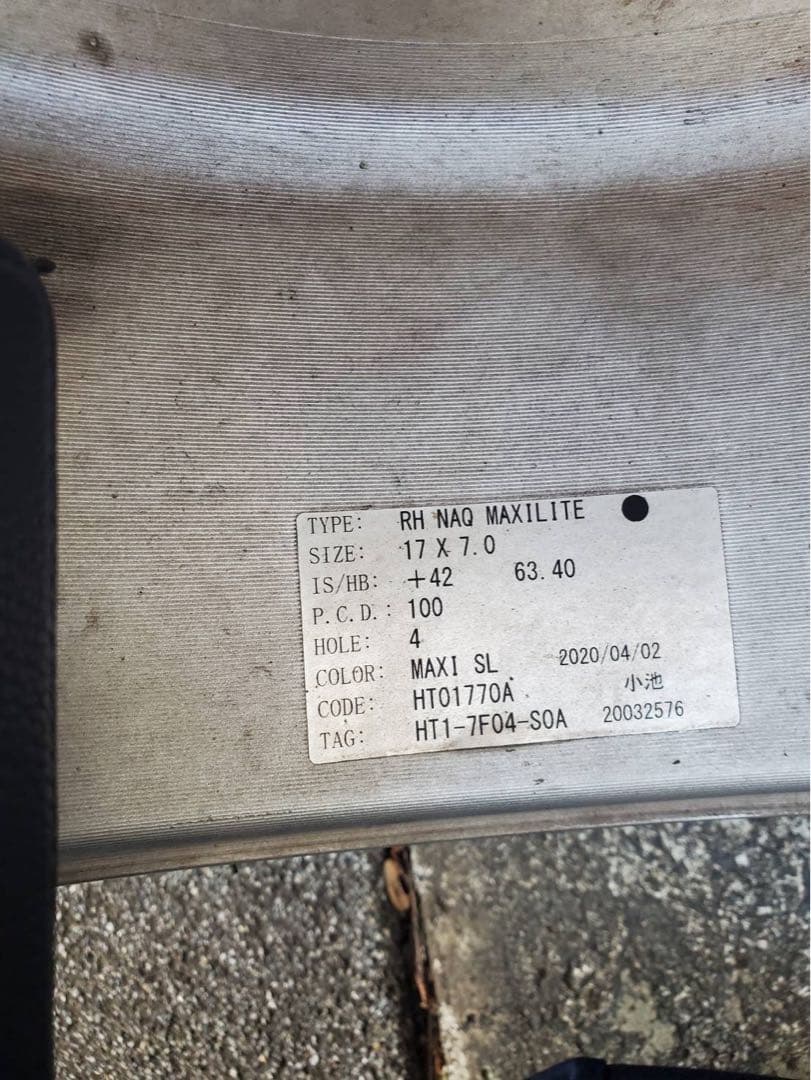 TYPE: RH NAQ MAXILITE
SIZE: 17 X 7.0
IS/HB: +42 63.40
P.C.D.: 100
HOLE: 4
COLOR: MAXI SL 2020/04/02
CODE: HT01770A 小池
TAG: HT1-7F04-S0A 20032576